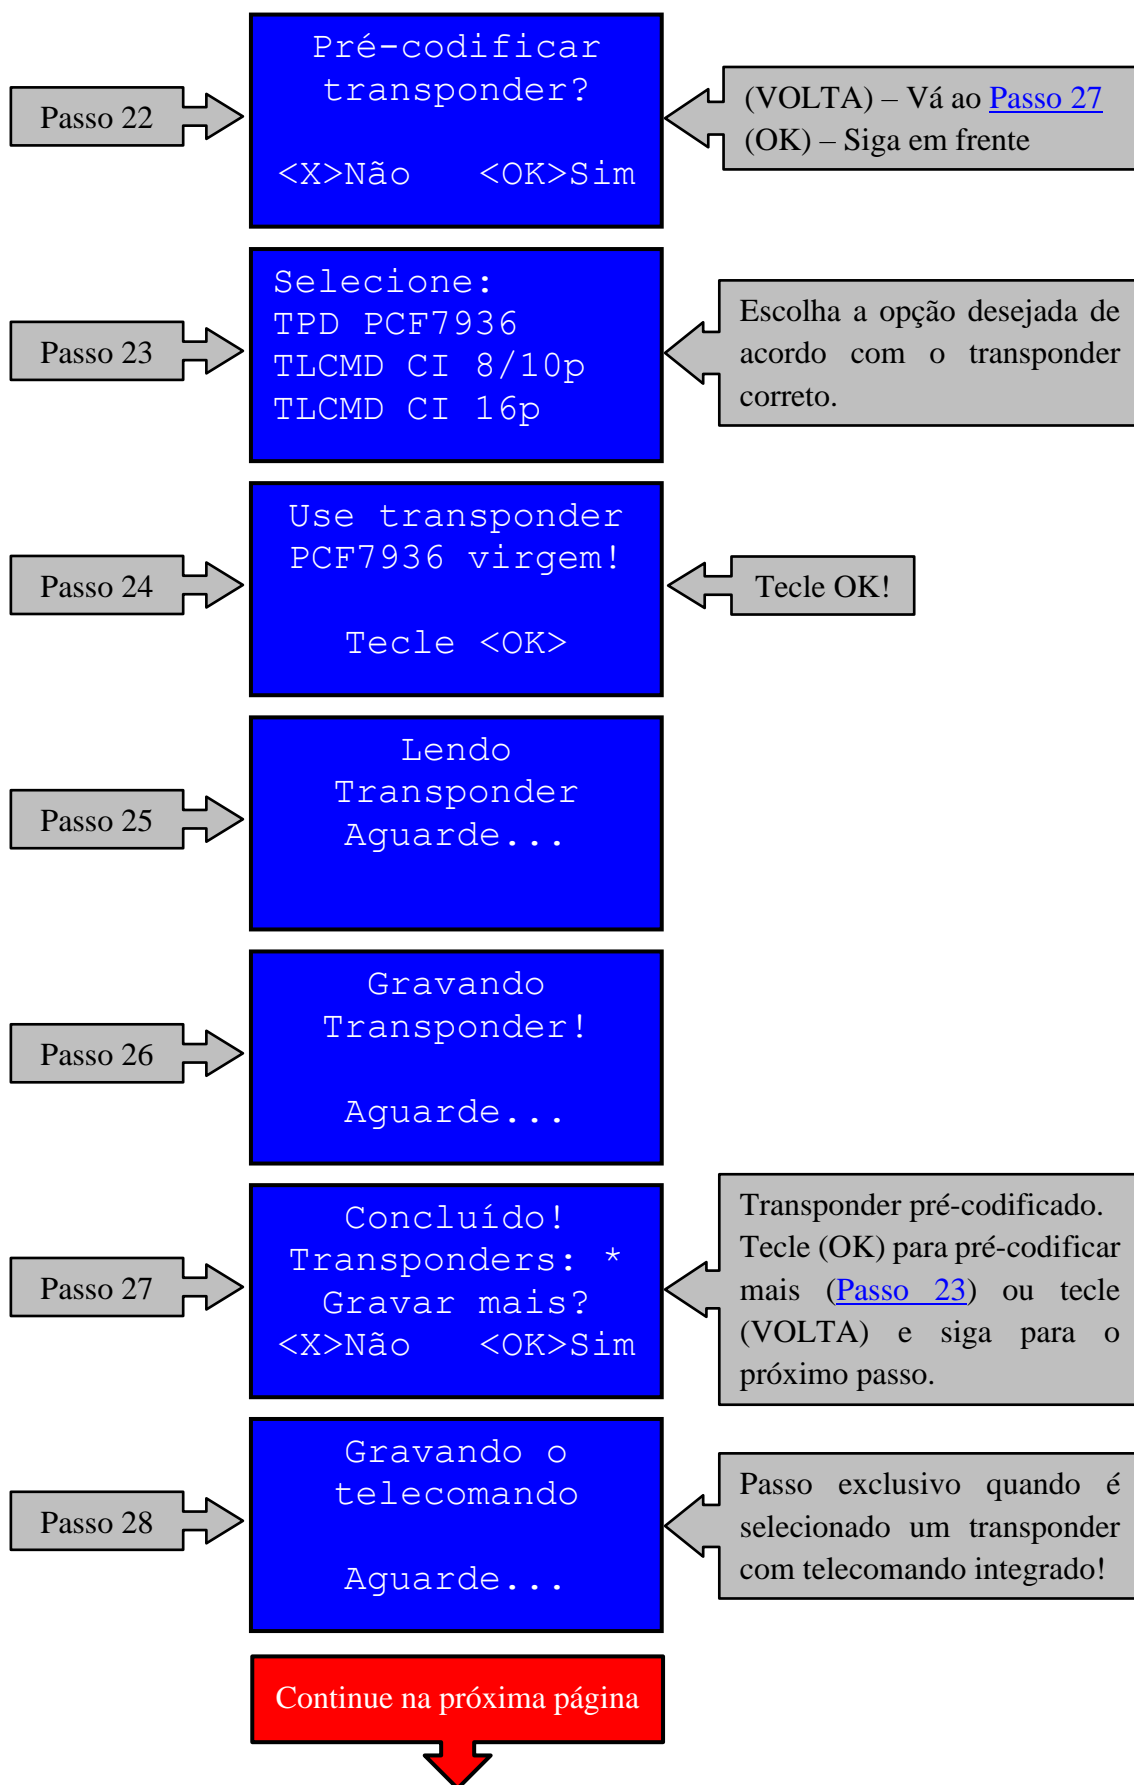 Passo 22
Pré-codificar
transponder?
<X>Não <OK>Sim
(VOLTA) – Vá ao Passo 27
(OK) – Siga em frente
Passo 23
Selecione:
TPD PCF7936
TLCMD CI 8/10p
TLCMD CI 16p
Escolha a opção desejada de
acordo com o transponder
correto.
Passo 24
Use transponder
PCF7936 virgem!
Tecle <OK>
Tecle OK!
Passo 25
Lendo
Transponder
Aguarde...
Passo 26
Gravando
Transponder!
Aguarde...
Passo 27
Concluído!
Transponders: *
Gravar mais?
<X>Não <OK>Sim
Transponder pré-codificado.
Tecle (OK) para pré-codificar
mais (Passo 23) ou tecle
(VOLTA) e siga para o
próximo passo.
Passo 28
Gravando o
telecomando
Aguarde...
Passo exclusivo quando é
selecionado um transponder
com telecomando integrado!
Continue na próxima página